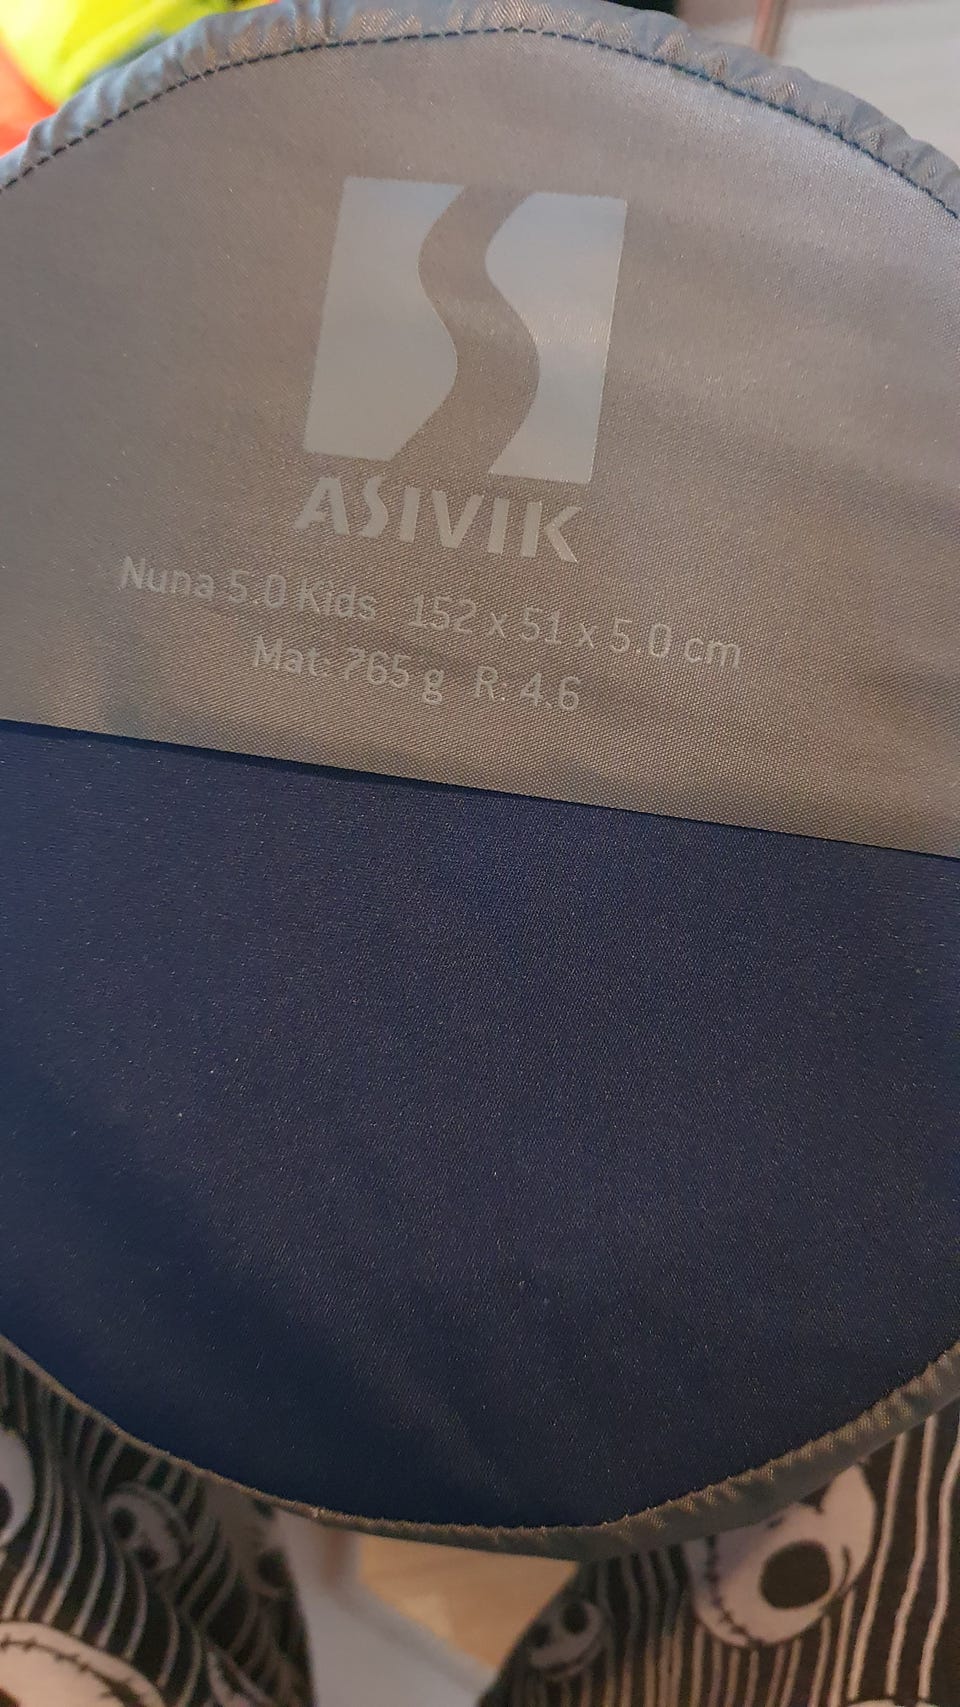 ASIVIK
Nuna 5.0 Kids 152 x 51 x 5.0 cm
Mat: 765 g R: 4.6